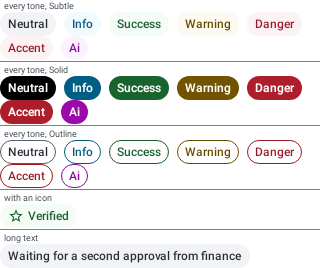 every tone, Subtle
Neutral Info Success Warning Danger
Accent Ai
every tone, Solid
Neutral Info Success Warning Danger
Accent Ai
every tone, Outline
Neutral Info Success Warning Danger
Accent Ai
with an icon
Verified
long text
Waiting for a second approval from finance